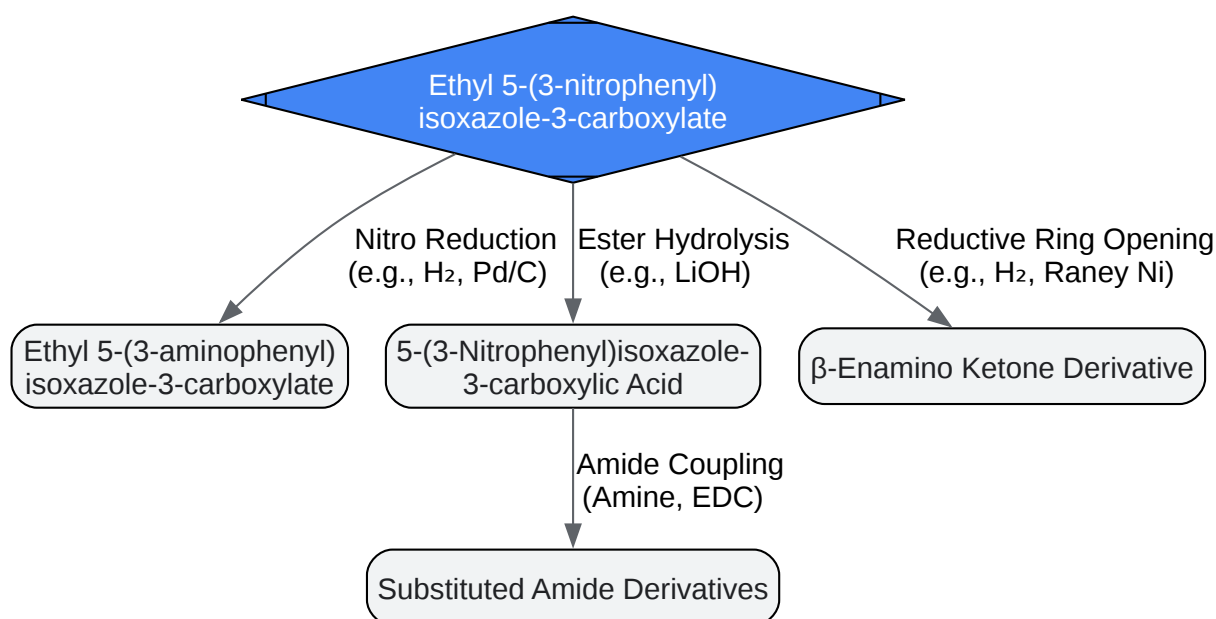 Ethyl 5-(3-nitrophenyl)
isoxazole-3-carboxylate
Nitro Reduction
(e.g., H₂, Pd/C)
Ester Hydrolysis
(e.g., LiOH)
Reductive Ring Opening
(e.g., H₂, Raney Ni)
Ethyl 5-(3-aminophenyl)
isoxazole-3-carboxylate
5-(3-Nitrophenyl)isoxazole-
3-carboxylic Acid
β-Enamino Ketone Derivative
Amide Coupling
(Amine, EDC)
Substituted Amide Derivatives